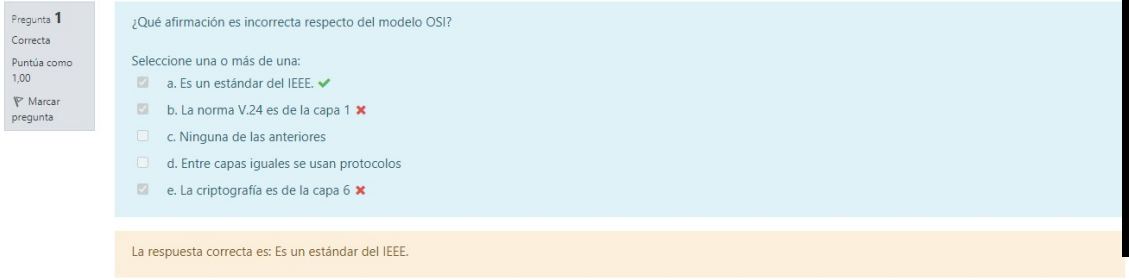 Pregunta 1
Correcta
Puntúa como
1,00
Marcar
pregunta
¿Qué afirmación es incorrecta respecto del modelo OSI?
Seleccione una o más de una:
a. Es un estándar del IEEE.
b. La norma V.24 es de la capa 1
c. Ninguna de las anteriores
d. Entre capas iguales se usan protocolos
e. La criptografía es de la capa 6
La respuesta correcta es: Es un estándar del IEEE.